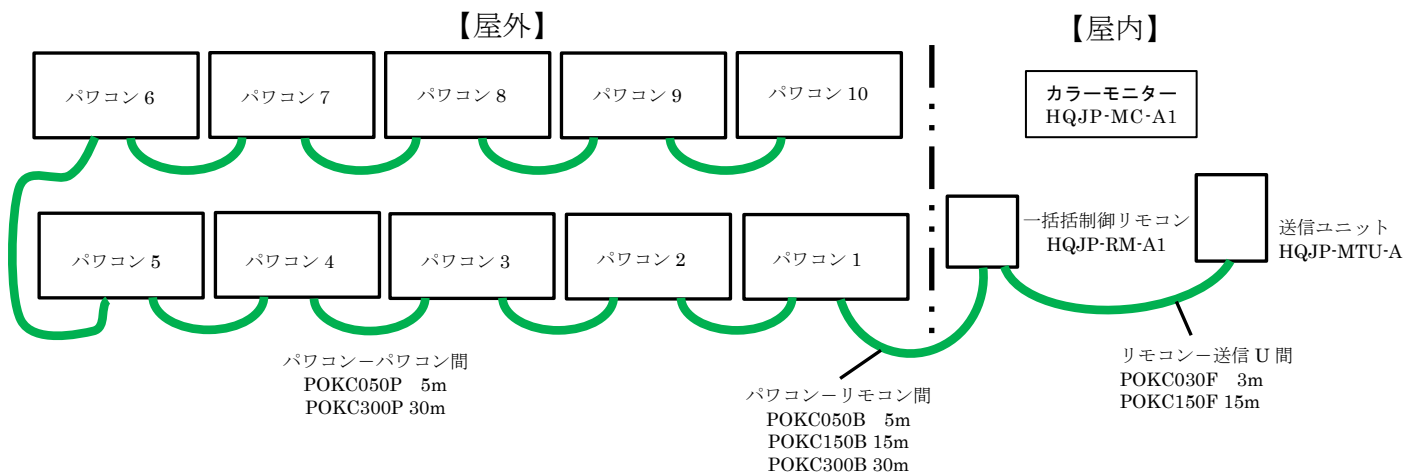 【屋外】
【屋内】
パワコン 6
パワコン 7
パワコン 8
パワコン 9
パワコン 10
カラーモニター
HQJP-MC-A1
パワコン 5
パワコン 4
パワコン 3
パワコン 2
パワコン 1
一括括制御リモコン
HQJP-RM-A1
送信ユニット
HQJP-MTU-A
パワコン－パワコン間
POKC050P 5m
POKC300P 30m
パワコン－リモコン間
POKC050B 5m
POKC150B 15m
POKC300B 30m
リモコン－送信 U 間
POKC030F 3m
POKC150F 15m